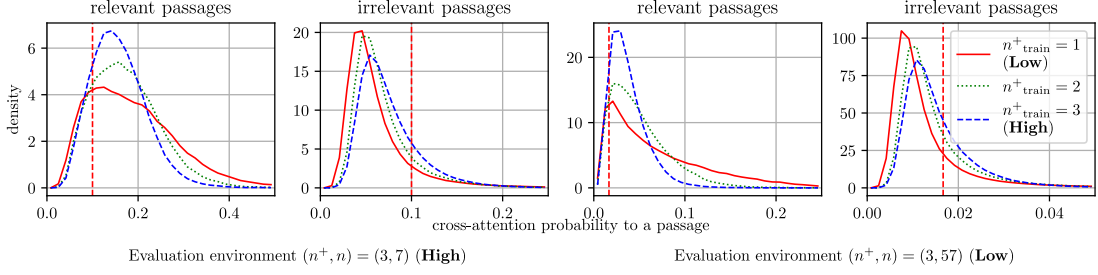 relevant passages
irrelevant passages
relevant passages
irrelevant passages
density
0
2
4
6
0.0
0.2
0.4
0
5
10
15
20
0.0
0.1
0.2
0
10
20
0.0
0.1
0.2
0
25
50
75
100
0.00
0.02
0.04
n⁺ train = 1
(Low)
n⁺ train = 2
n⁺ train = 3
(High)
cross-attention probability to a passage
Evaluation environment (n⁺, n) = (3, 7) (High)
Evaluation environment (n⁺, n) = (3, 57) (Low)